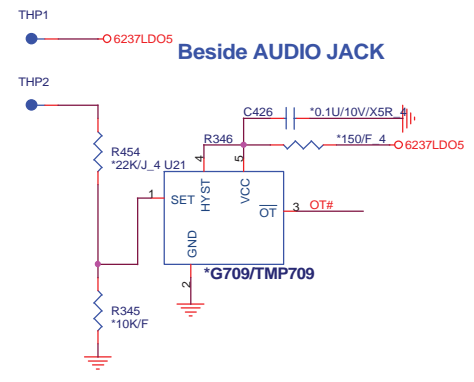 THP1
6237LDO5
Beside AUDIO JACK
THP2
C426
*0.1U/10V/X5R_4
R346
*150/F_4
6237LDO5
R454
*22K/J_4
U21
4
5
1
SET
HYST
VCC
OT
3
OT#
GND
2
*G709/TMP709
R345
*10K/F